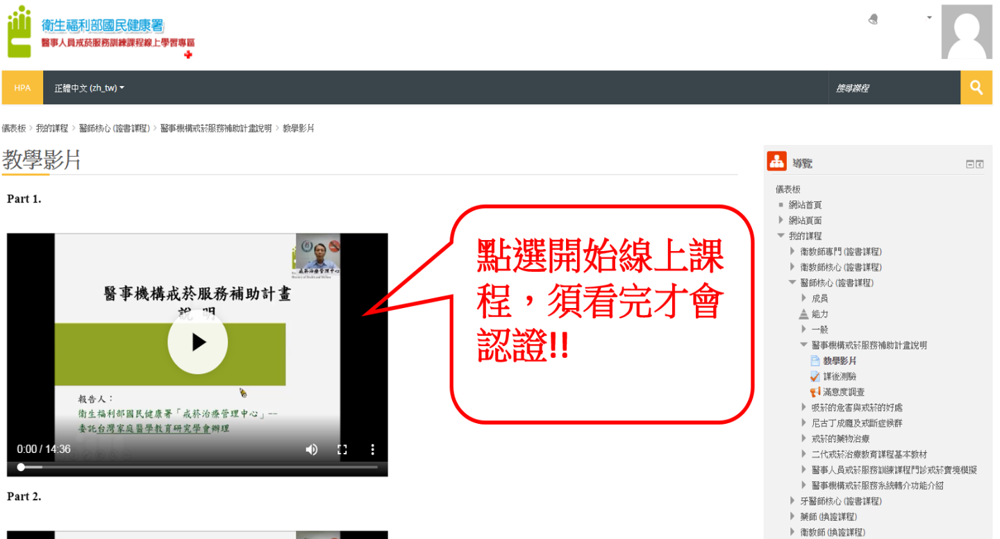 衛生福利部國民健康署
醫事人員戒菸服務訓練課程線上學習專區
HPA
正體中文 (zh_tw)
搜尋課程
儀表板 › 我的課程 › 醫師核心 (證書課程) › 醫事機構戒菸服務補助計畫說明 › 教學影片
教學影片
Part 1.
戒菸治療管理中心
Ministry of Health and Welfare
醫事機構戒菸服務補助計畫
說 明
報告人：
衛生福利部國民健康署「戒菸治療管理中心」--
委託台灣家庭醫學教育研究學會辦理
0:00 / 14:36
點選開始線上課
程，須看完才會
認證!!
Part 2.
導覽
儀表板
網站首頁
網站頁面
我的課程
衛教師專門 (證書課程)
衛教師核心 (證書課程)
醫師核心 (證書課程)
成員
能力
一般
醫事機構戒菸服務補助計畫說明
教學影片
課後測驗
滿意度調查
吸菸的危害與戒菸的好處
尼古丁成癮及戒斷症候群
戒菸的藥物治療
二代戒菸治療教育課程基本教材
醫事人員戒菸服務訓練課程門診戒菸實境模擬
醫事機構戒菸服務系統轉介功能介紹
牙醫師核心 (證書課程)
藥師 (換證課程)
衛教師 (換證課程)